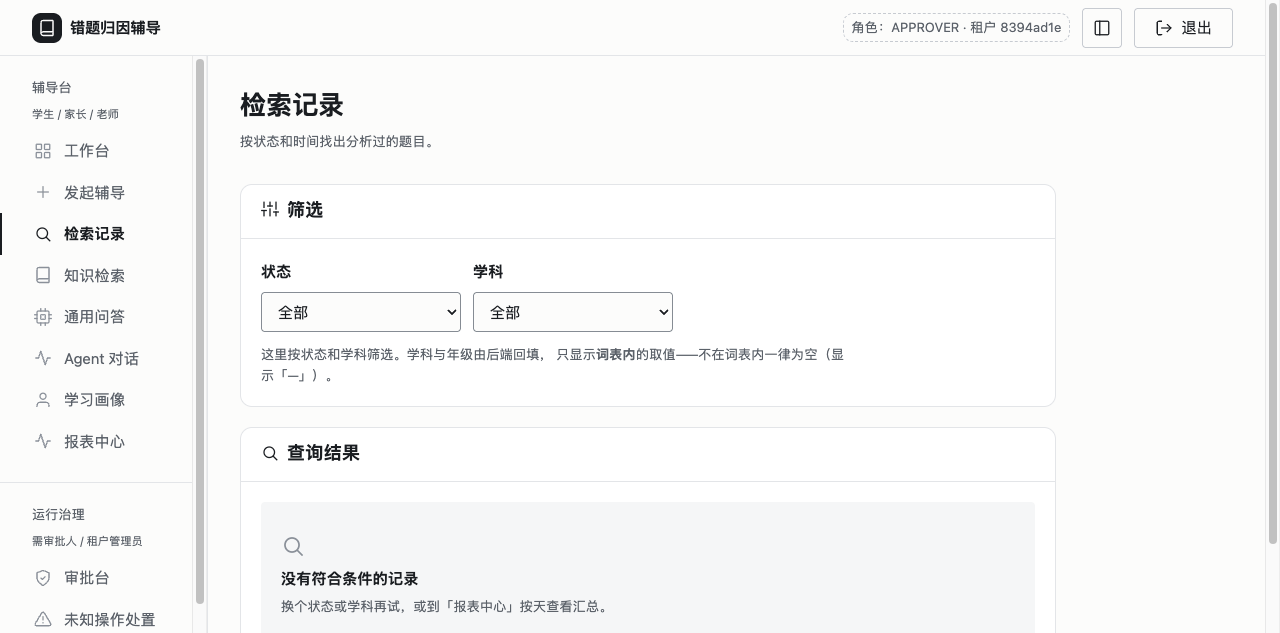 错题归因辅导
角色：APPROVER · 租户 8394ad1e
退出
辅导台
学生 / 家长 / 老师
工作台
发起辅导
检索记录
知识检索
通用问答
Agent 对话
学习画像
报表中心
运行治理
需审批人 / 租户管理员
审批台
未知操作处置
检索记录
按状态和时间找出分析过的题目。
筛选
状态
学科
全部
全部
这里按状态和学科筛选。学科与年级由后端回填， 只显示词表内的取值——不在词表内一律为空（显
示「—」）。
查询结果
没有符合条件的记录
换个状态或学科再试，或到「报表中心」按天查看汇总。